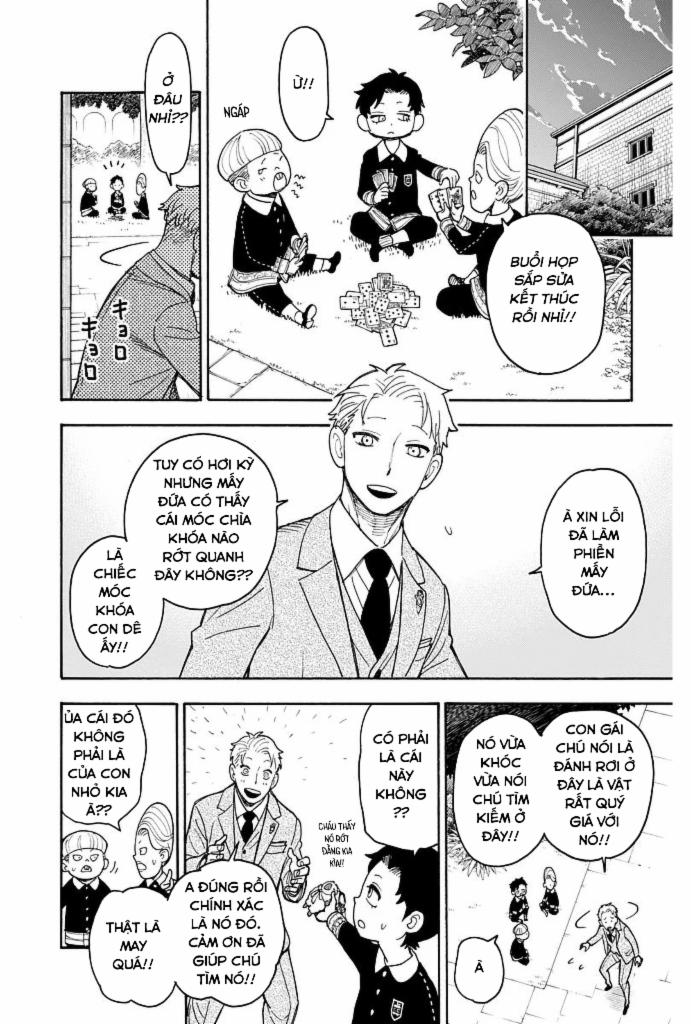 BUỔI HỌP
SẮP SỬA
KẾT THÚC
RỒI NHỈ!!
Ừ!!
NGÁP
Ở
ĐÂU
NHỈ??
キョロ
キョロ
À XIN LỖI
ĐÃ LÀM
PHIỀN
MẤY
ĐỨA...
TUY CÓ HƠI KỲ
NHƯNG MẤY
ĐỨA CÓ THẤY
CÁI MÓC CHÌA
KHÓA NÀO
RỚT QUANH
ĐÂY KHÔNG??
LÀ
CHIẾC
MÓC
KHÓA
CON DÊ
ẤY!!
CON GÁI
CHÚ NÓI LÀ
ĐÁNH RƠI Ở
ĐÂY LÀ VẬT
RẤT QUÝ
GIÁ VỚI
NÓ!!
NÓ VỪA
KHÓC
VỪA NÓI
CHÚ TÌM
KIẾM Ở
ĐÂY!!
À
CÓ PHẢI
LÀ CÁI
NÀY
KHÔNG
??
CHÁU THẤY
NÓ RỚT
ĐẰNG KIA
KÌA!!
A ĐÚNG RỒI
CHÍNH XÁC
LÀ NÓ ĐÓ.
CẢM ƠN ĐÃ
GIÚP CHÚ
TÌM NÓ!!
ỦA CÁI ĐÓ
KHÔNG
PHẢI LÀ
CỦA CON
NHỎ KIA
À??
THẬT LÀ
MAY
QUÁ!!